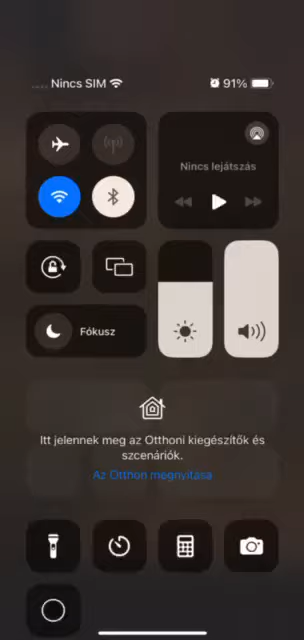 Nincs SIM 91%
Nincs lejátszás
Fókusz
Itt jelennek meg az Otthoni kiegészítők és
szcenáriók.
Az Otthon megnyitása